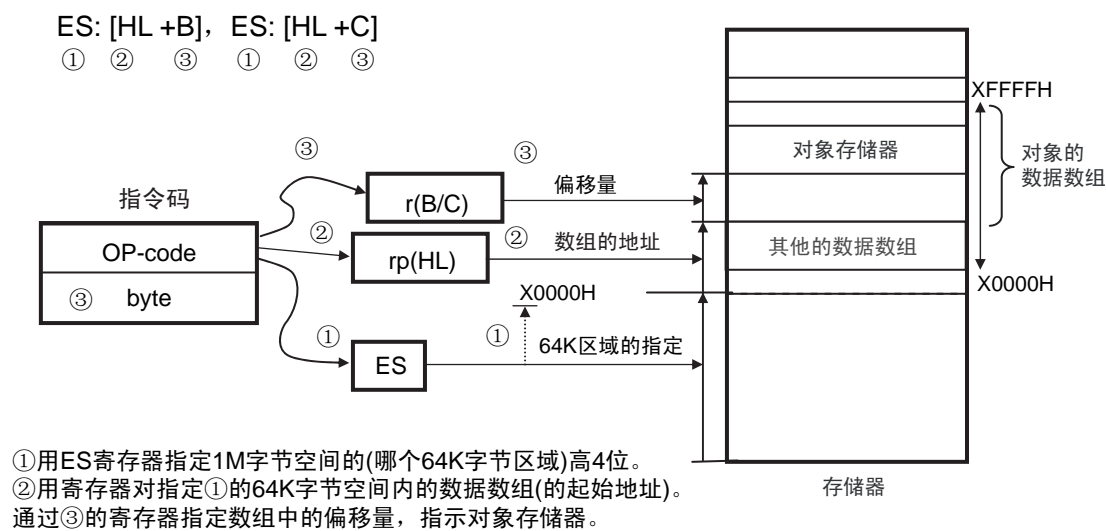 ES: [HL +B]，ES: [HL +C]
① ② ③ ① ② ③
XFFFFH
③
③
对象存储器
对象的
数据数组
指令码
r(B/C)
偏移量
OP-code
②
rp(HL)
②
数组的地址
其他的数据数组
③ byte
X0000H
X0000H
①
ES
①
64K区域的指定
①用ES寄存器指定1M字节空间的(哪个64K字节区域)高4位。
②用寄存器对指定①的64K字节空间内的数据数组(的起始地址)。
通过③的寄存器指定数组中的偏移量，指示对象存储器。
存储器